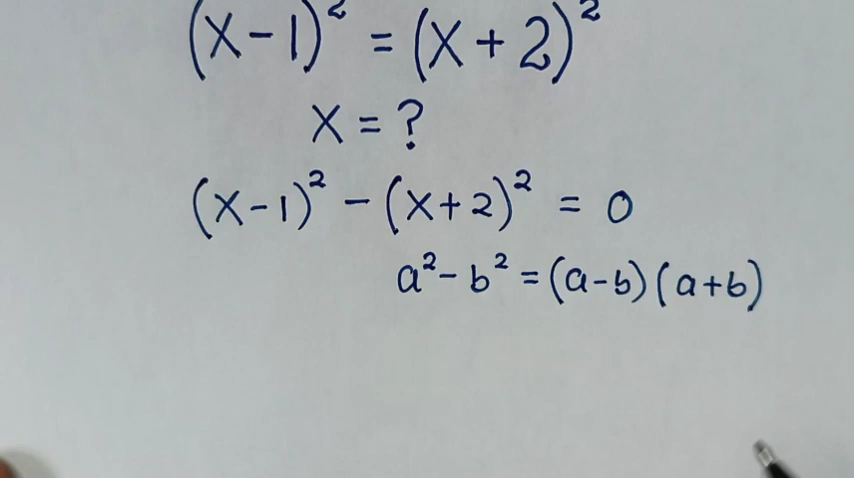 (x-1)² = (x+2)²
x = ?
(x-1)² - (x+2)² = 0
a² - b² = (a-b)(a+b)